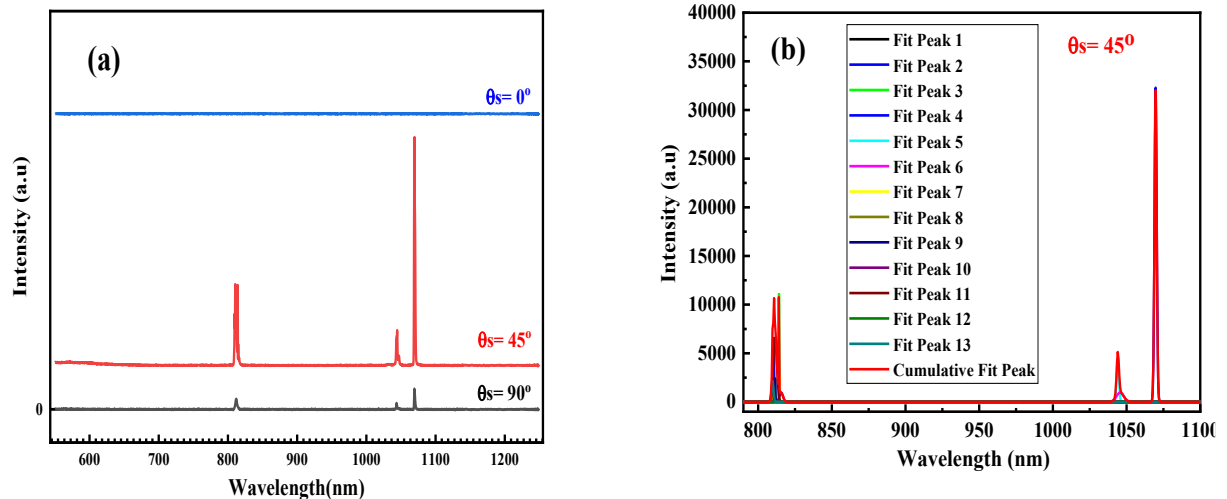 (a)
θs= 0⁰
θs= 45⁰
θs= 90⁰
0
600 700 800 900 1000 1100 1200
Wavelength(nm)
Intensity (a.u)
(b)
θs= 45⁰
40000
35000
30000
25000
20000
15000
10000
5000
0
Fit Peak 1
Fit Peak 2
Fit Peak 3
Fit Peak 4
Fit Peak 5
Fit Peak 6
Fit Peak 7
Fit Peak 8
Fit Peak 9
Fit Peak 10
Fit Peak 11
Fit Peak 12
Fit Peak 13
Cumulative Fit Peak
800 850 900 950 1000 1050 1100
Wavelength (nm)
Intensity (a.u)